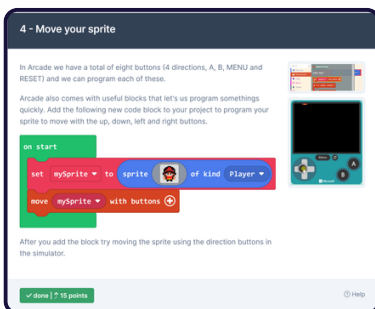 4 - Move your sprite
In Arcade we have a total of eight buttons (4 directions, A, B, MENU and
RESET) and we can program each of these.
Arcade also comes with useful blocks that let's us program somethings
quickly. Add the following new code block to your project to program your
sprite to move with the up, down, left and right buttons.
on start
set mySprite to sprite of kind Player
move mySprite with buttons
After you add the block try moving the sprite using the direction buttons in
the simulator.
A
B
Microsoft
done | 15 points
Help